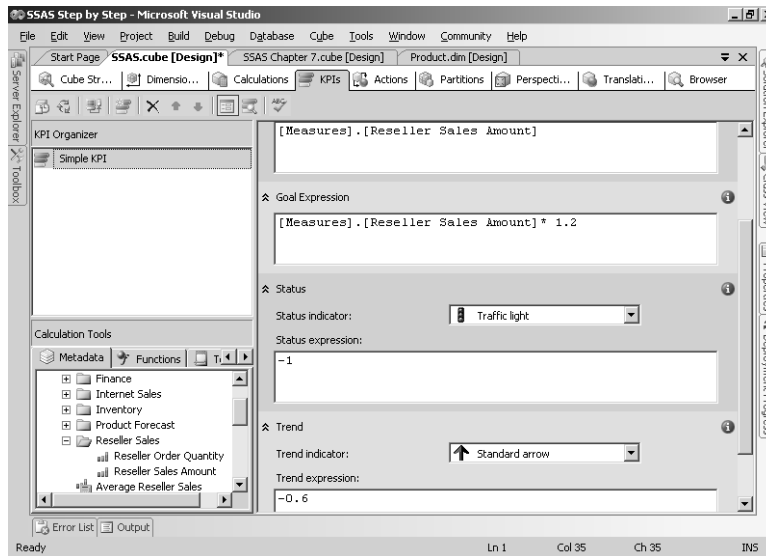 SSAS Step by Step - Microsoft Visual Studio
File Edit View Project Build Debug Database Cube Tools Window Community Help
Start Page SSAS.cube [Design]* SSAS Chapter 7.cube [Design] Product.dim [Design]
Cube Str... Dimensio... Calculations KPIs Actions Partitions Perspecti... Translati... Browser
Server Explorer
Toolbox
KPI Organizer
Simple KPI
[Measures].[Reseller Sales Amount]
Goal Expression
[Measures].[Reseller Sales Amount]* 1.2
Status
Status indicator: Traffic light
Status expression:
-1
Trend
Trend indicator: Standard arrow
Trend expression:
-0.6
Calculation Tools
Metadata Functions
Finance
Internet Sales
Inventory
Product Forecast
Reseller Sales
Reseller Order Quantity
Reseller Sales Amount
Average Reseller Sales
Error List Output
Ready Ln 1 Col 35 Ch 35 INS